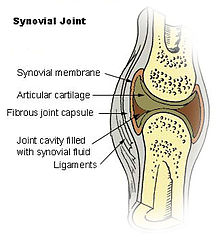 Synovial Joint
Synovial membrane
Articular cartilage
Fibrous joint capsule
Joint cavity filled
with synovial fluid
Ligaments